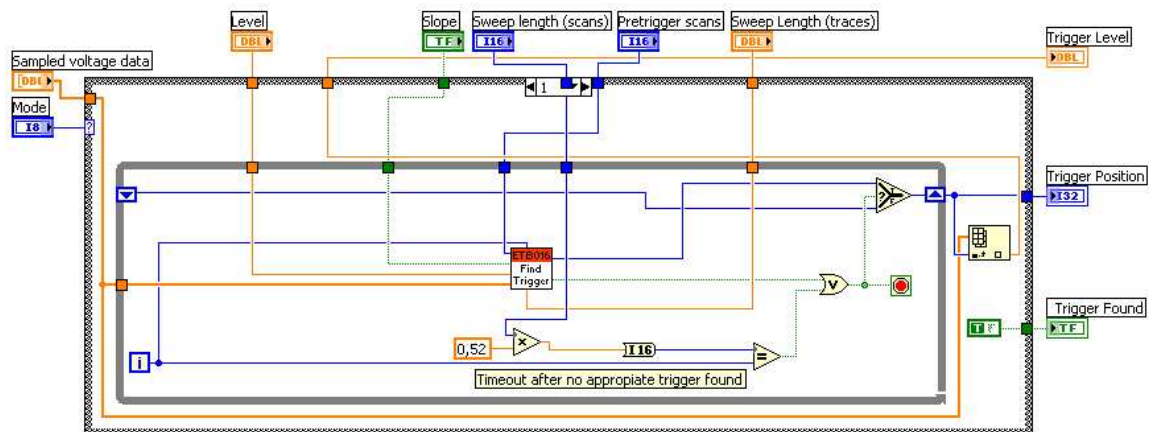 Level
Slope
Sweep length (scans)
Pretrigger scans
Sweep Length (traces)
Trigger Level
DBL
TF
I16
I16
DBL
DBL
Sampled voltage data
DBL
1
Mode
I8
?
Trigger Position
I32
ETB016
Find
Trigger
?
T
F
V
Trigger Found
T F
TF
i
0,52
x
I16
=
Timeout after no appropiate trigger found